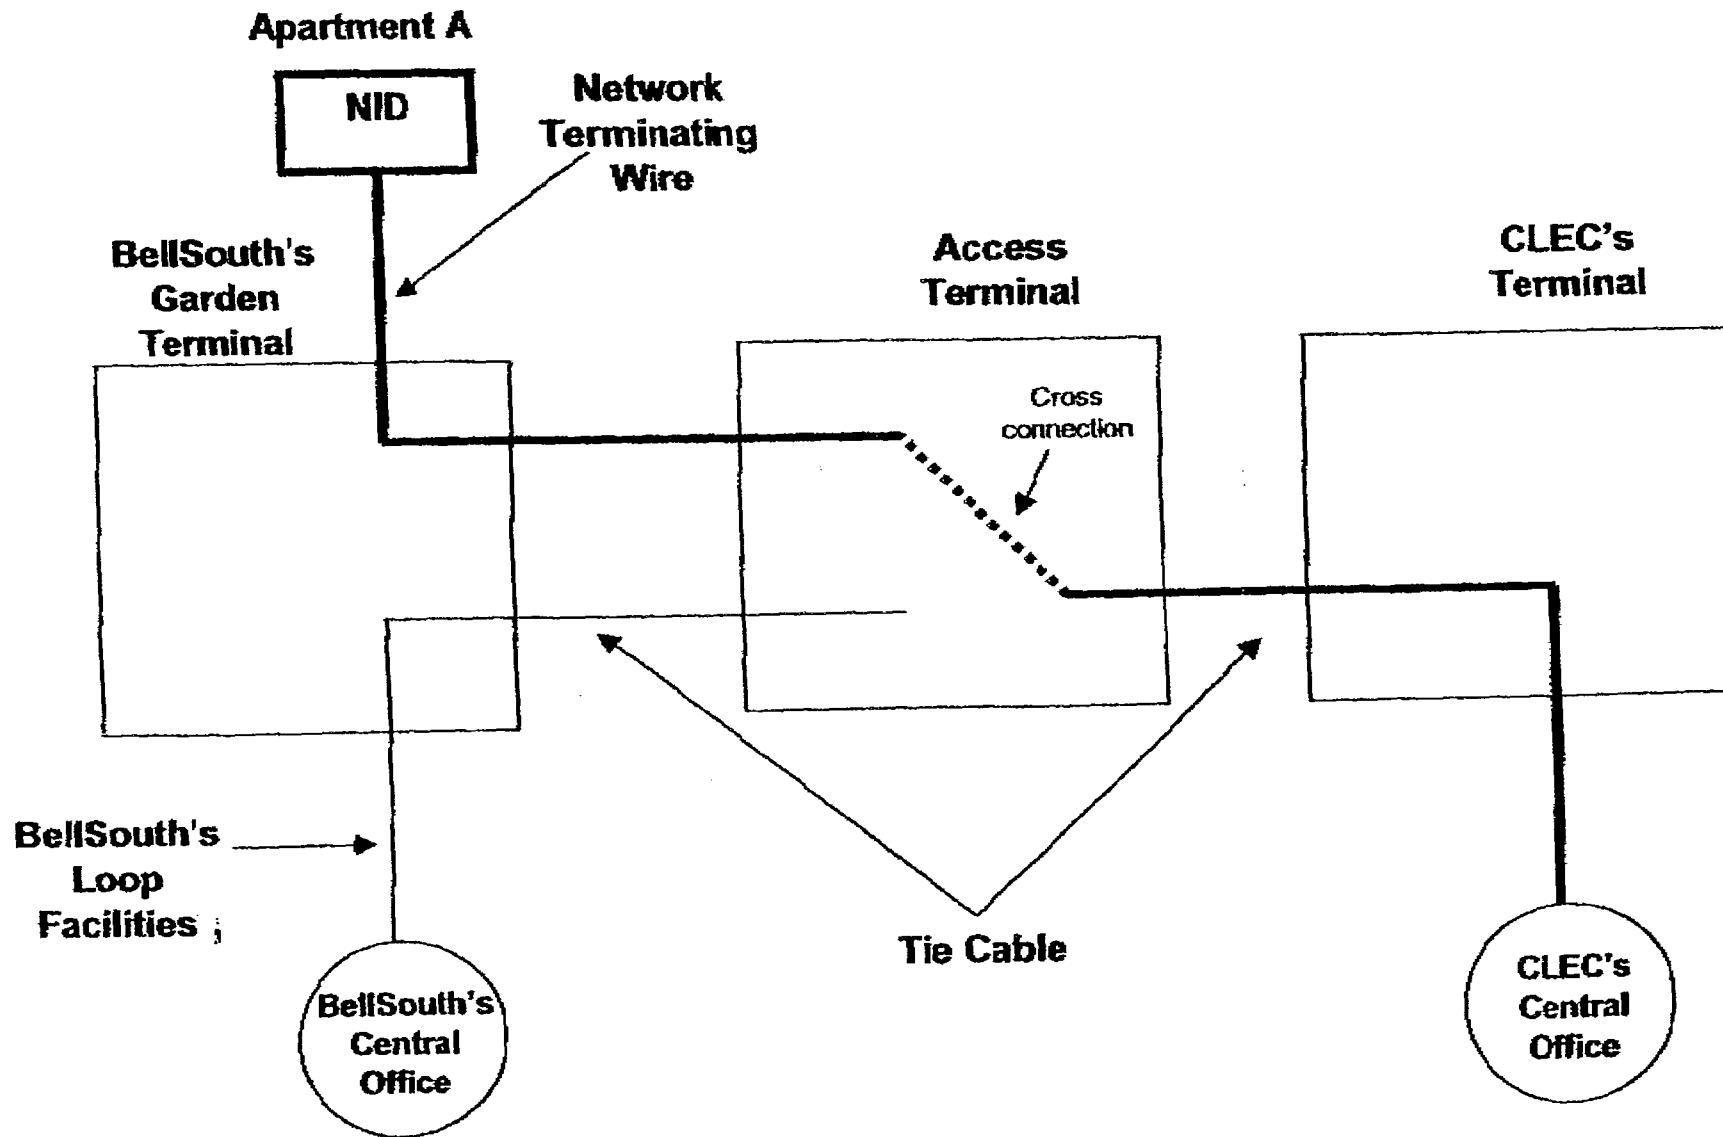 Apartment A
NID
Network
Terminating
Wire
BellSouth's
Garden
Terminal
Access
Terminal
CLEC's
Terminal
Cross
connection
BellSouth's
Loop
Facilities ;
Tie Cable
BellSouth's
Central
Office
CLEC's
Central
Office